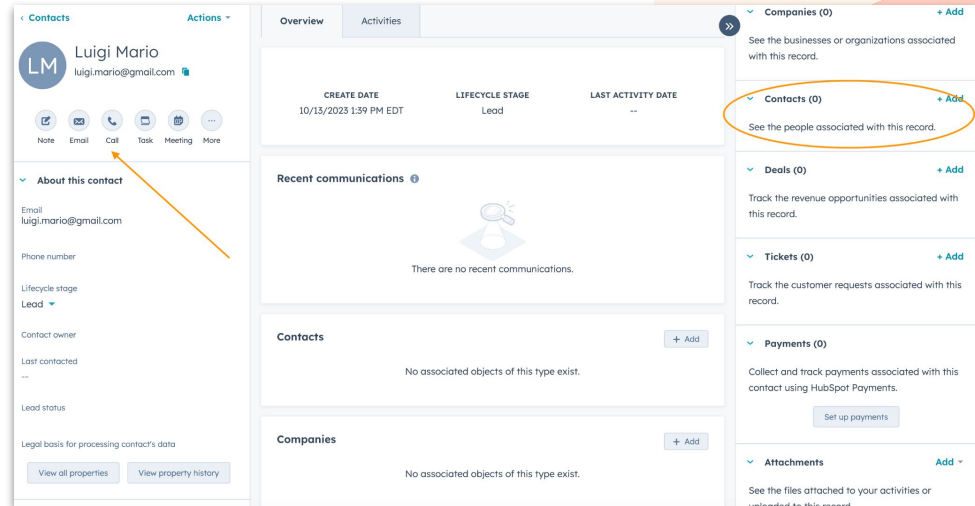 Contacts
Actions
LM
Luigi Mario
luigi.mario@gmail.com
Note Email Call Task Meeting More
About this contact
Email
luigi.mario@gmail.com
Phone number
Lifecycle stage
Lead
Contact owner
Last contacted
--
Lead status
Legal basis for processing contact's data
View all properties
View property history
Overview
Activities
CREATE DATE
10/13/2023 1:39 PM EDT
LIFECYCLE STAGE
Lead
LAST ACTIVITY DATE
--
Recent communications
There are no recent communications.
Contacts
+ Add
No associated objects of this type exist.
Companies
+ Add
No associated objects of this type exist.
Companies (0)
+ Add
See the businesses or organizations associated
with this record.
Contacts (0)
+ Add
See the people associated with this record.
Deals (0)
+ Add
Track the revenue opportunities associated with
this record.
Tickets (0)
+ Add
Track the customer requests associated with this
record.
Payments (0)
Collect and track payments associated with this
contact using HubSpot Payments.
Set up payments
Attachments
Add
See the files attached to your activities or
uploaded to this record.